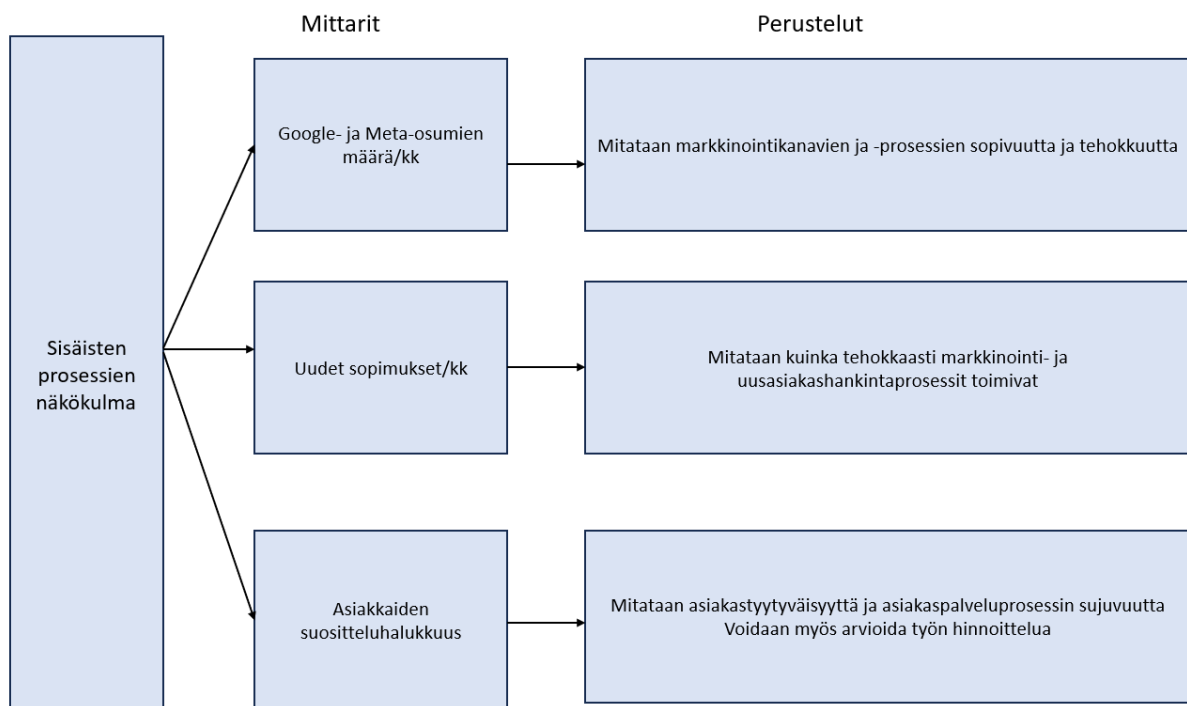 Mittarit
Perustelut
Sisäisten
prosessien
näkökulma
Google- ja Meta-osumien
määrä/kk
Mitataan markkinointikanavien ja -prosessien sopivuutta ja tehokkuutta
Uudet sopimukset/kk
Mitataan kuinka tehokkaasti markkinointi- ja
uusasiakashankintaprosessit toimivat
Asiakkaiden
suositteluhalukkuus
Mitataan asiakastyytyväisyyttä ja asiakaspalveluprosessin sujuvuutta
Voidaan myös arvioida työn hinnoittelua